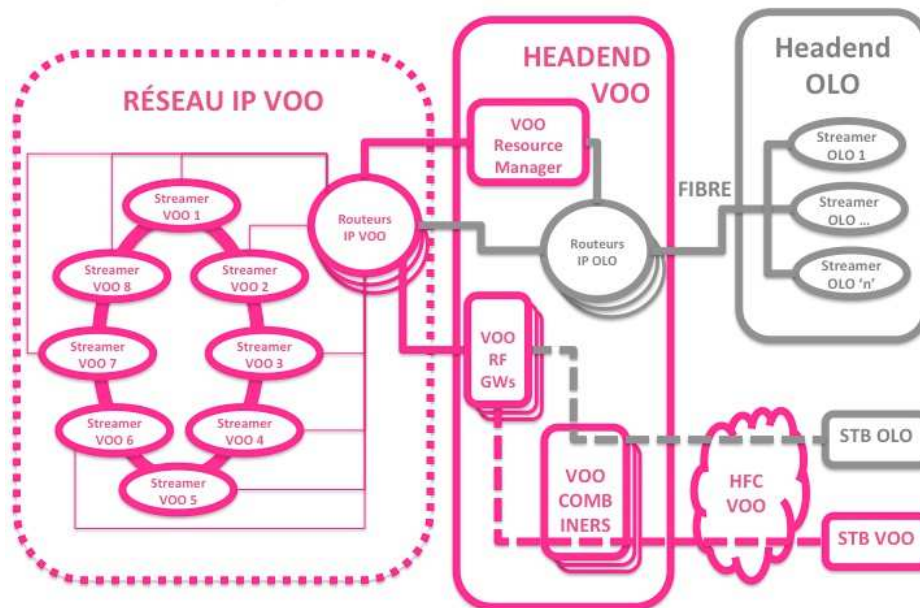 RÉSEAU IP VOO
Streamer
VOO 1
Streamer
VOO 8
Streamer
VOO 2
Streamer
VOO 7
Streamer
VOO 3
Streamer
VOO 6
Streamer
VOO 4
Streamer
VOO 5
Routeurs
IP VOO
HEADEND
VOO
VOO
Resource
Manager
Routeurs
IP OLO
VOO
RF
GWs
VOO
COMB
INERS
FIBRE
Headend
OLO
Streamer
OLO 1
Streamer
OLO ...
Streamer
OLO 'n'
HFC
VOO
STB OLO
STB VOO